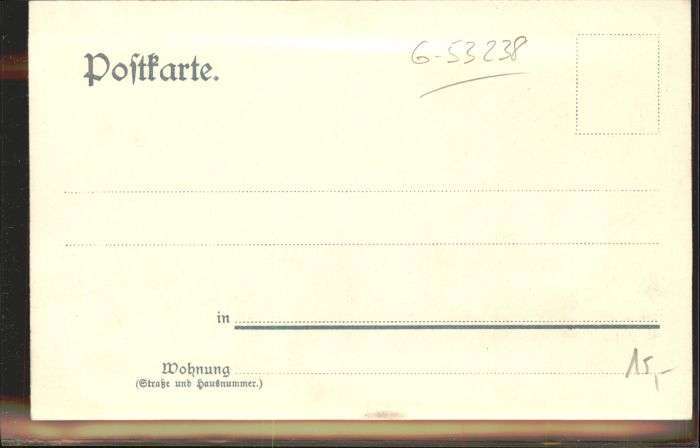 Postkarte.
G-53238
in
Wohnung
(Straße und Hausnummer.)
15,-